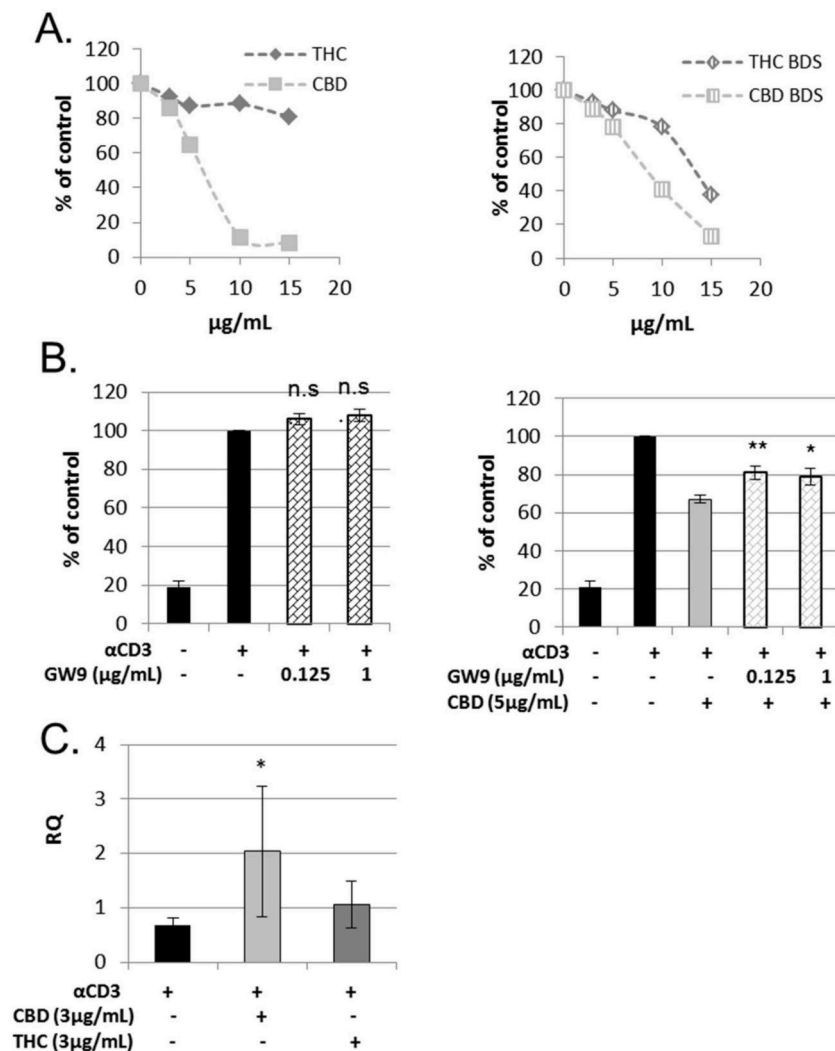 A.
120
100
80
60
40
20
0
% of control
THC
CBD
0 5 10 15 20
µg/mL
120
100
80
60
40
20
0
% of control
THC BDS
CBD BDS
0 5 10 15 20
µg/mL
B.
120
100
80
60
40
20
0
% of control
n.s n.s
αCD3 - + + +
GW9 (µg/mL) - - 0.125 1
120
100
80
60
40
20
0
% of control
** *
αCD3 - + + + +
GW9 (µg/mL) - - - 0.125 1
CBD (5µg/mL) - - + + +
C.
4
3
2
1
0
RQ
*
αCD3 + + +
CBD (3µg/mL) - + -
THC (3µg/mL) - - +